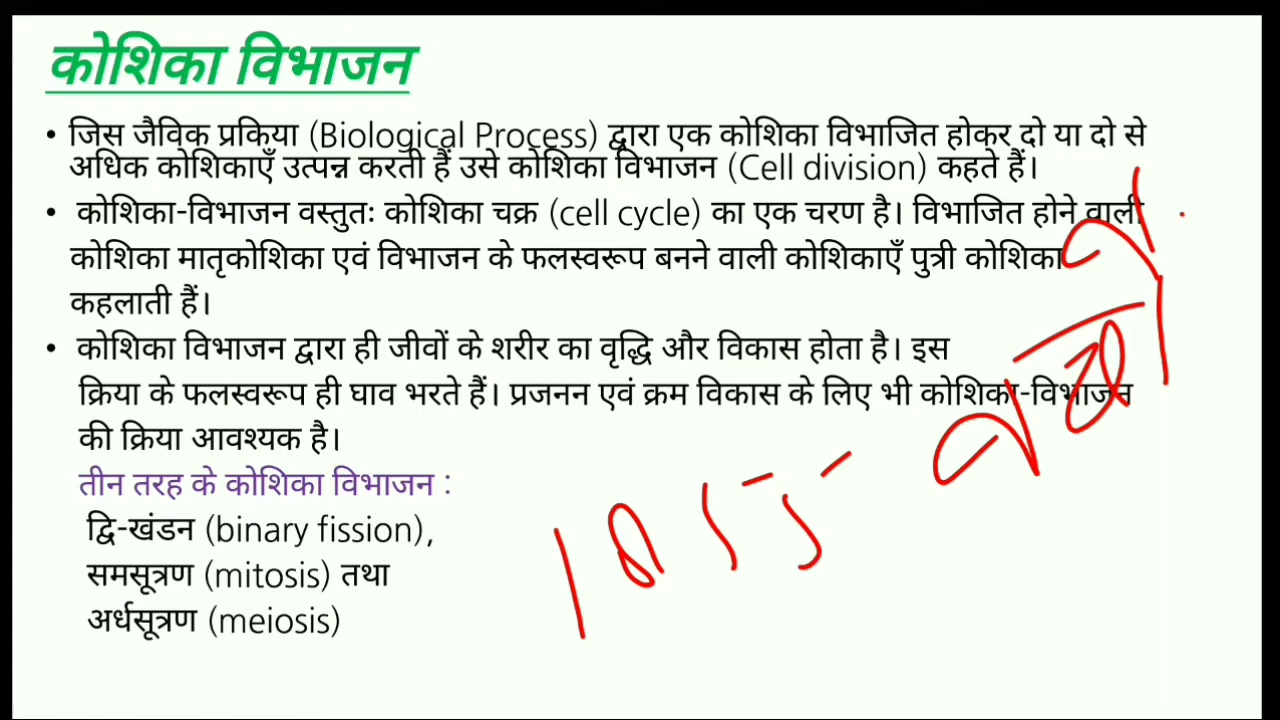 कोशिका विभाजन
• जिस जैविक प्रकिया (Biological Process) द्वारा एक कोशिका विभाजित होकर दो या दो से
अधिक कोशिकाएँ उत्पन्न करती हैं उसे कोशिका विभाजन (Cell division) कहते हैं।
• कोशिका-विभाजन वस्तुतः कोशिका चक्र (cell cycle) का एक चरण है। विभाजित होने वाली
कोशिका मातृकोशिका एवं विभाजन के फलस्वरूप बनने वाली कोशिकाएँ पुत्री कोशिका
कहलाती हैं।
• कोशिका विभाजन द्वारा ही जीवों के शरीर का वृद्धि और विकास होता है। इस
क्रिया के फलस्वरूप ही घाव भरते हैं। प्रजनन एवं क्रम विकास के लिए भी कोशिका-विभाजन
की क्रिया आवश्यक है।
तीन तरह के कोशिका विभाजन :
द्वि-खंडन (binary fission),
समसूत्रण (mitosis) तथा
अर्धसूत्रण (meiosis)